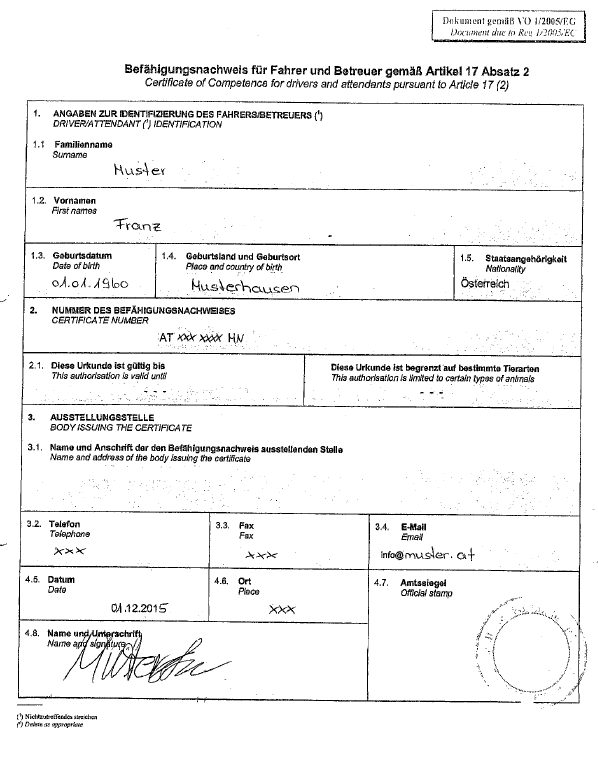 Dokument gemäß VO 1/2005/EG
Document due to Reg 1/2005/EC
Befähigungsnachweis für Fahrer und Betreuer gemäß Artikel 17 Absatz 2
Certificate of Competence for drivers and attendants pursuant to Article 17 (2)
1. ANGABEN ZUR IDENTIFIZIERUNG DES FAHRERS/BETREUERS (¹)
DRIVER/ATTENDANT (¹) IDENTIFICATION
1.1 Familienname
Surname
Muster
1.2. Vornamen
First names
Franz
1.3. Geburtsdatum
Date of birth
01.01.1960
1.4. Geburtsland und Geburtsort
Place and country of birth
Musterhausen
1.5. Staatsangehörigkeit
Nationality
Österreich
2. NUMMER DES BEFÄHIGUNGSNACHWEISES
CERTIFICATE NUMBER
AT xxx xxxx HN
2.1. Diese Urkunde ist gültig bis
This authorisation is valid until
- - -
Diese Urkunde ist begrenzt auf bestimmte Tierarten
This authorisation is limited to certain types of animals
- - -
3. AUSSTELLUNGSSTELLE
BODY ISSUING THE CERTIFICATE
3.1. Name und Anschrift der den Befähigungsnachweis ausstellenden Stelle
Name and address of the body issuing the certificate
3.2. Telefon
Telephone
xxx
3.3. Fax
Fax
xxx
3.4. E-Mail
Email
info@muster.at
4.5. Datum
Date
01.12.2015
4.6. Ort
Place
xxx
4.7. Amtssiegel
Official stamp
4.8. Name und Unterschrift
Name and signature
(¹) Nichtzutreffendes streichen
(¹) Delete as appropriate